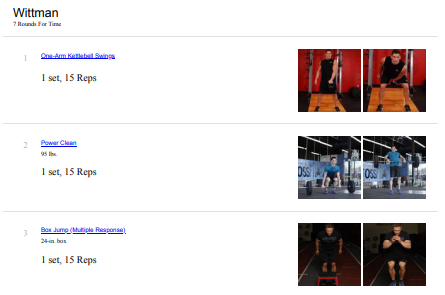 Wittman
7 Rounds For Time
1
One-Arm Kettlebell Swings
1 set, 15 Reps
2
Power Clean
95 lbs.
1 set, 15 Reps
3
Box Jump (Multiple Response)
24-in. box
1 set, 15 Reps